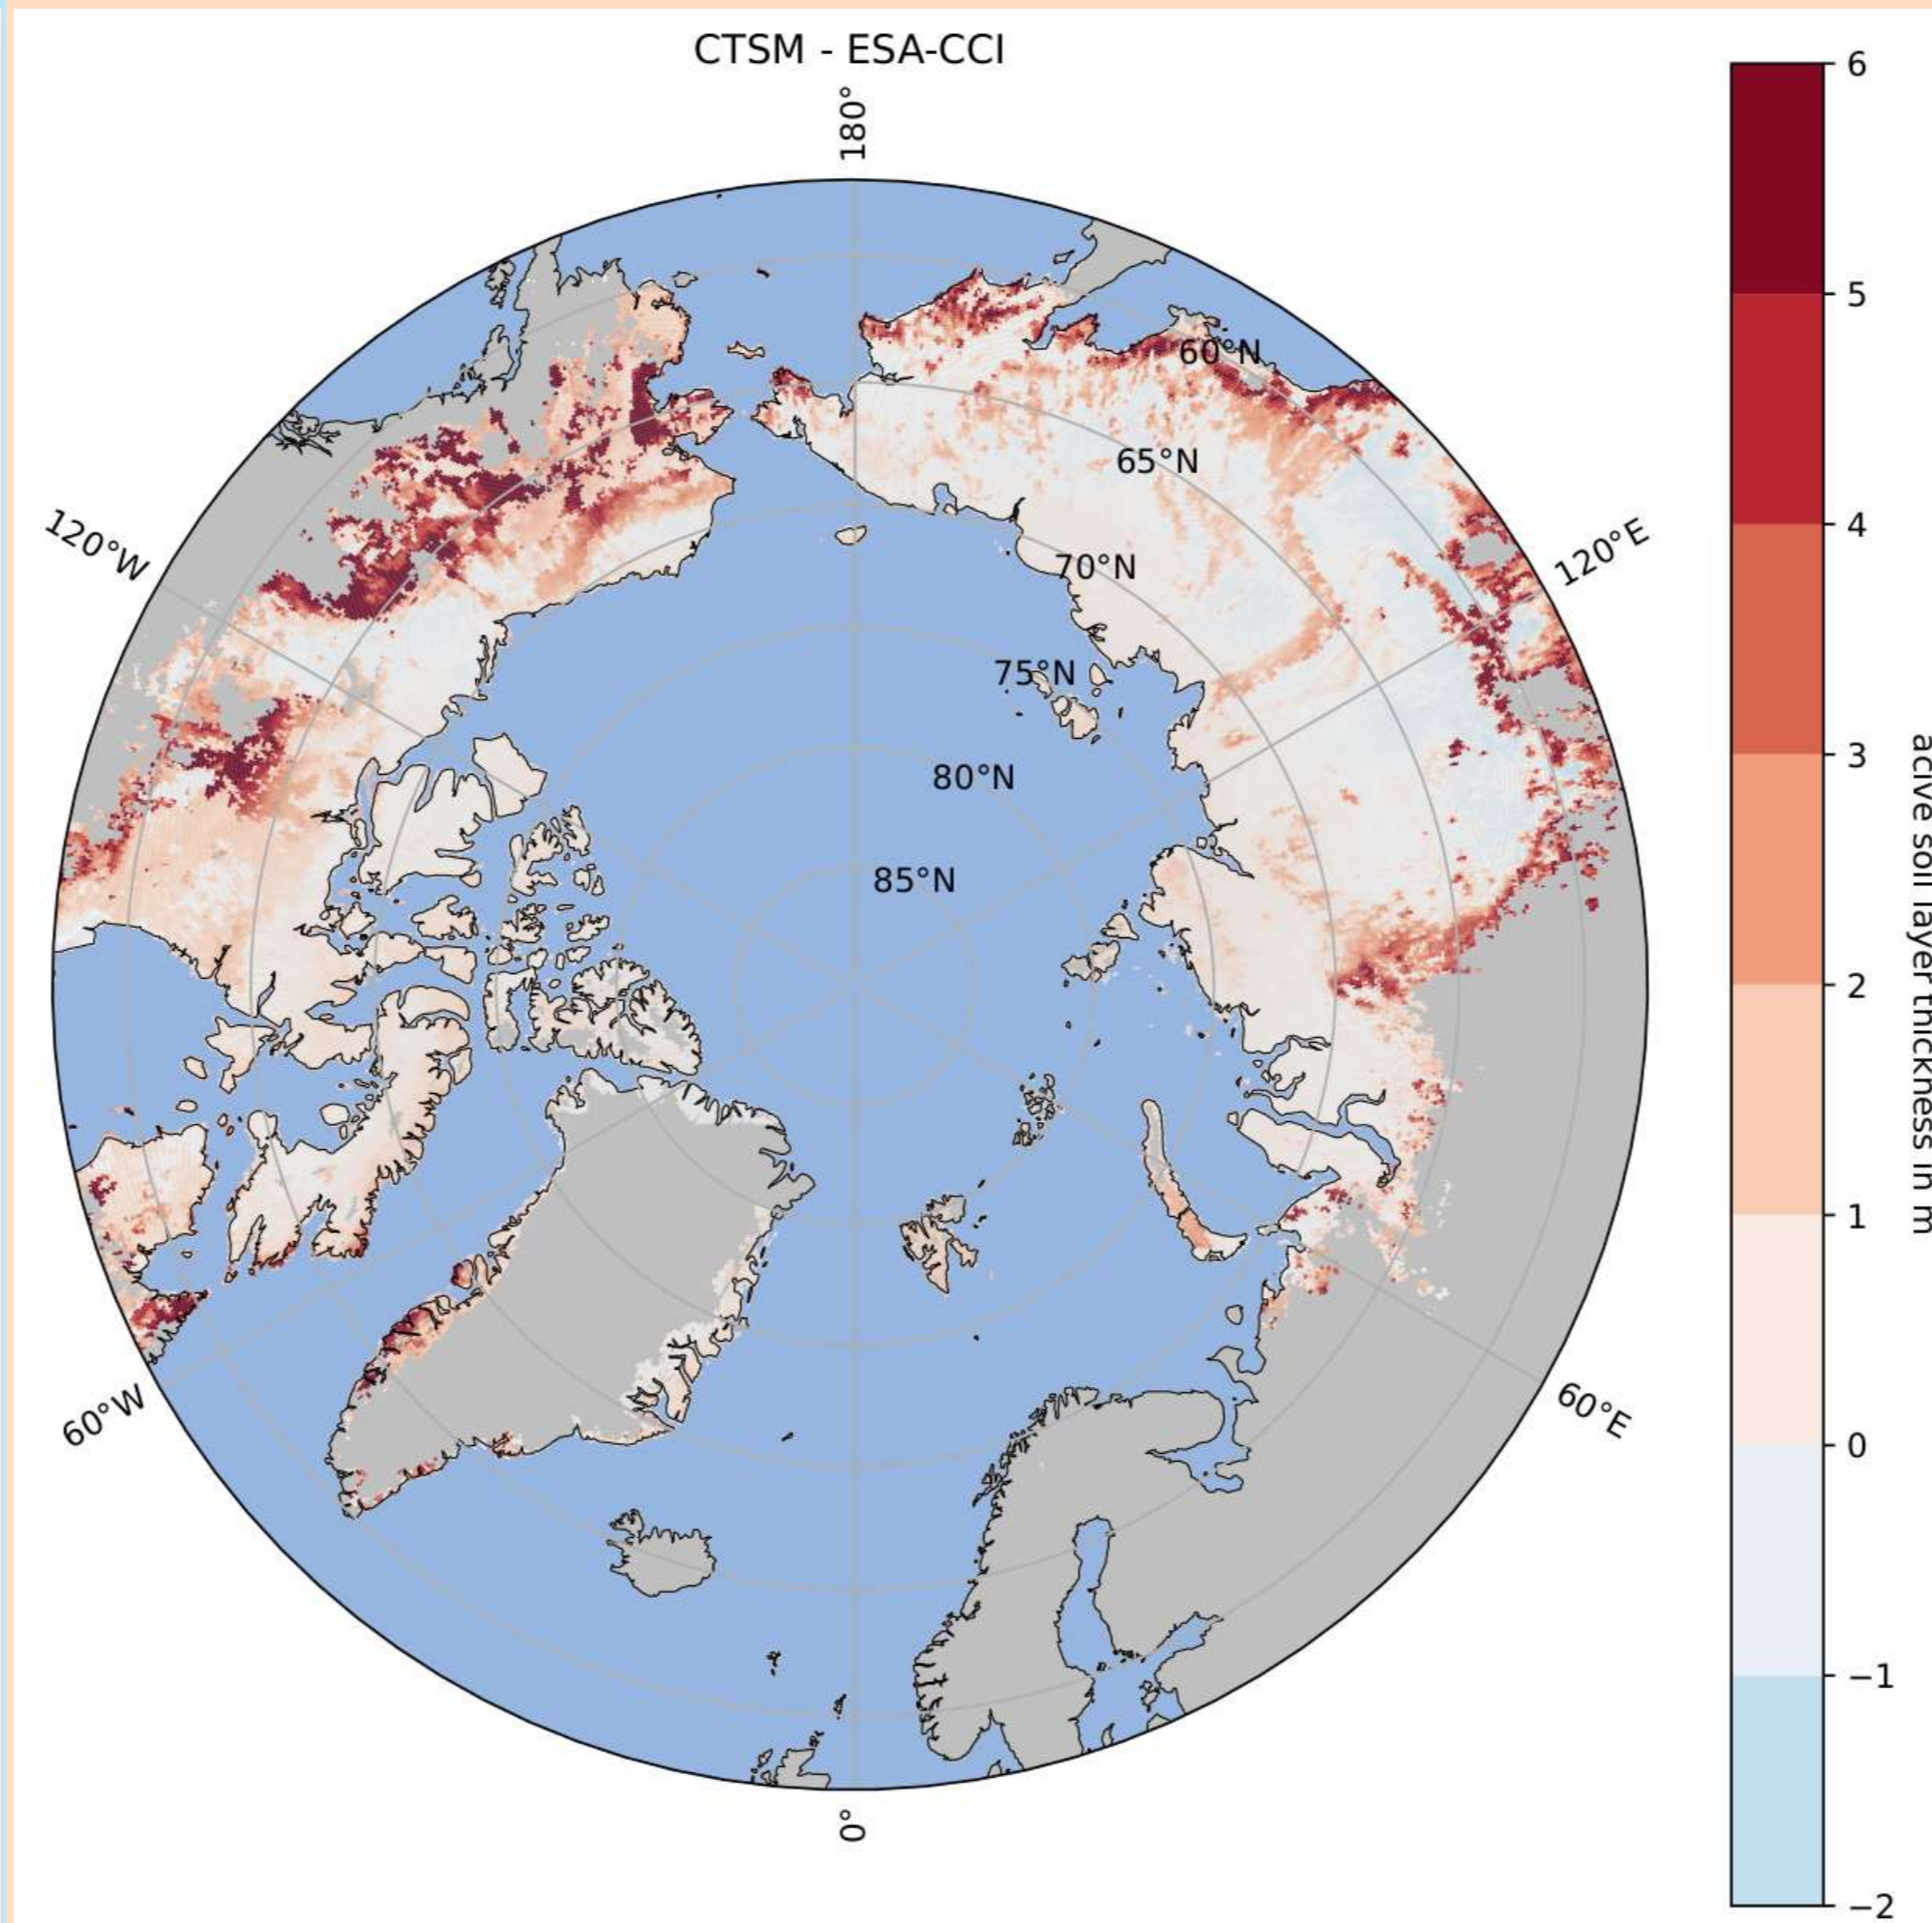 CTSM - ESA-CCI
180°
120°W
120°E
60°N
65°N
70°N
75°N
80°N
85°N
60°W
60°E
0°
6
5
4
3
2
1
0
−1
−2
acive soil layer thickness in m